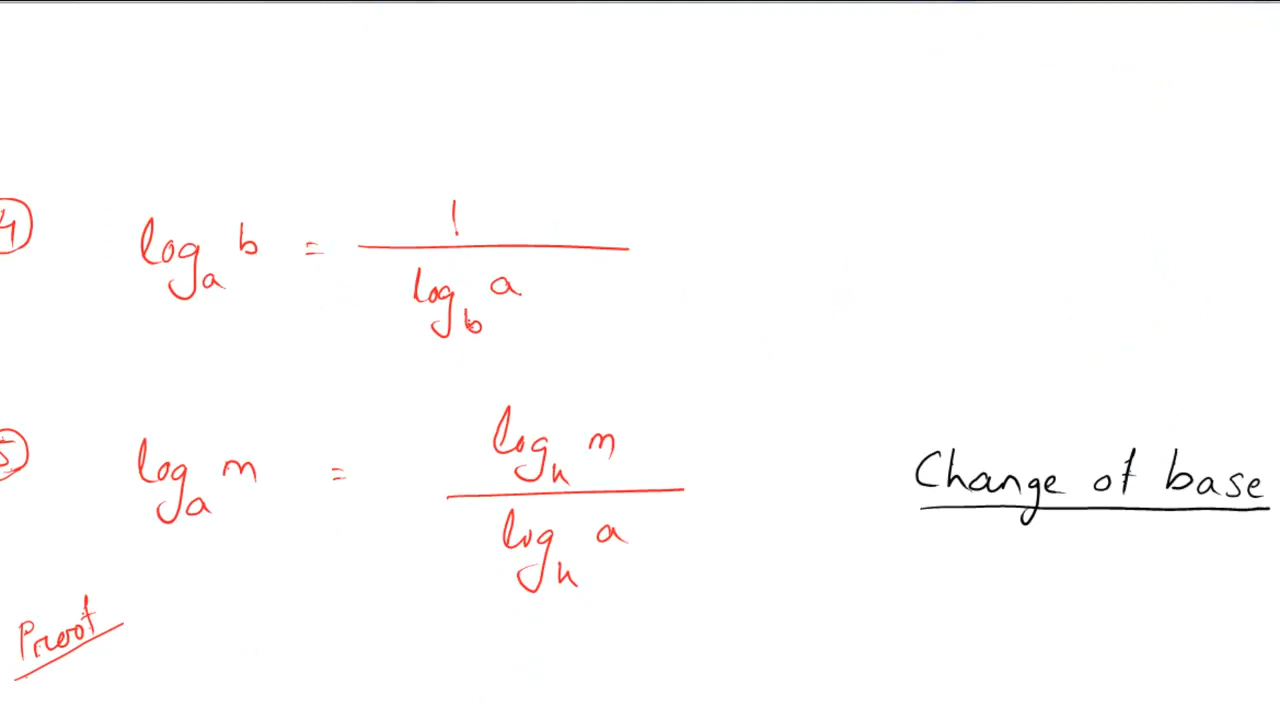 ④ log_a b = 1 / log_b a
⑤ log_a m = log_n m / log_n a
Change of base
Proof